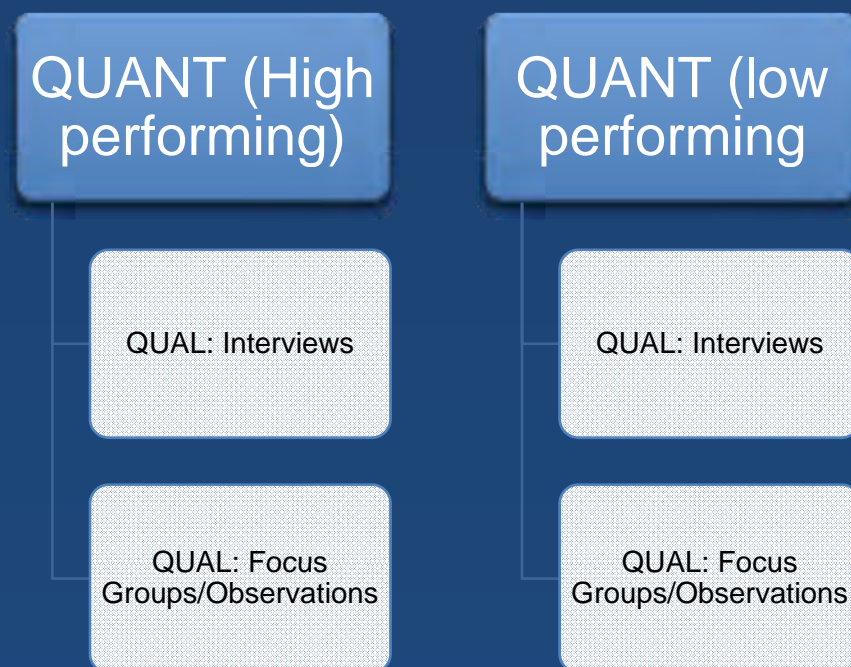 QUANT (High
performing)
QUAL: Interviews
QUAL: Focus
Groups/Observations
QUANT (low
performing
QUAL: Interviews
QUAL: Focus
Groups/Observations